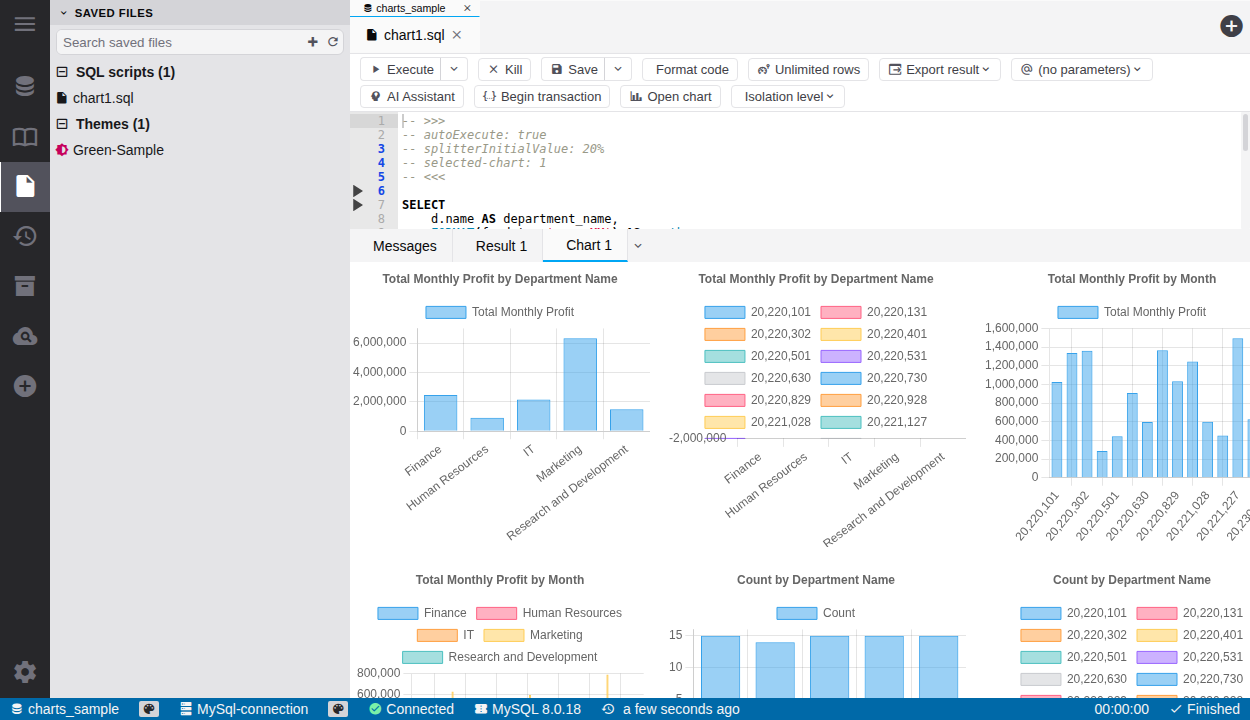 SAVED FILES
Search saved files
SQL scripts (1)
chart1.sql
Themes (1)
Green-Sample
charts_sample
chart1.sql
Execute Kill Save Format code Unlimited rows Export result @ (no parameters)
AI Assistant {..} Begin transaction Open chart Isolation level
1 -- >>>
2 -- autoExecute: true
3 -- splitterInitialValue: 20%
4 -- selected-chart: 1
5 -- <<<
6
7 SELECT
8 d.name AS department_name,
Messages Result 1 Chart 1
Total Monthly Profit by Department Name
Total Monthly Profit
6,000,000
4,000,000
2,000,000
0
Finance
Human Resources
IT
Marketing
Research and Development
Total Monthly Profit by Department Name
20,220,101 20,220,131
20,220,302 20,220,401
20,220,501 20,220,531
20,220,630 20,220,730
20,220,829 20,220,928
20,221,028 20,221,127
-2,000,000
Finance
Human Resources
IT
Marketing
Research and Development
Total Monthly Profit by Month
Total Monthly Profit
1,600,000
1,400,000
1,200,000
1,000,000
800,000
600,000
400,000
200,000
0
20,220,101
20,220,302
20,220,501
20,220,630
20,220,829
20,221,028
20,221,227
Total Monthly Profit by Month
Finance Human Resources
IT Marketing
Research and Development
800,000
600,000
Count by Department Name
Count
15
10
5
Count by Department Name
20,220,101 20,220,131
20,220,302 20,220,401
20,220,501 20,220,531
20,220,630 20,220,730
charts_sample MySql-connection Connected MySQL 8.0.18 a few seconds ago 00:00:00 Finished